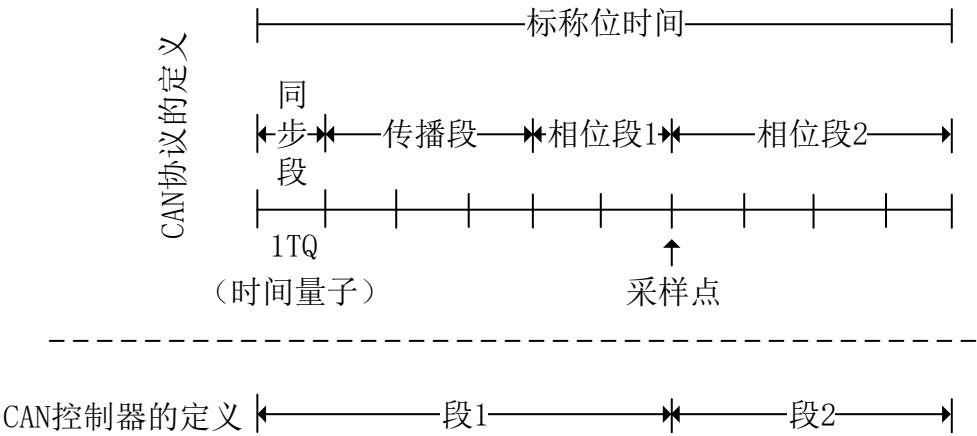 标称位时间
CAN协议的定义
同步段
传播段
相位段1
相位段2
1TQ
（时间量子）
采样点
CAN控制器的定义
段1
段2